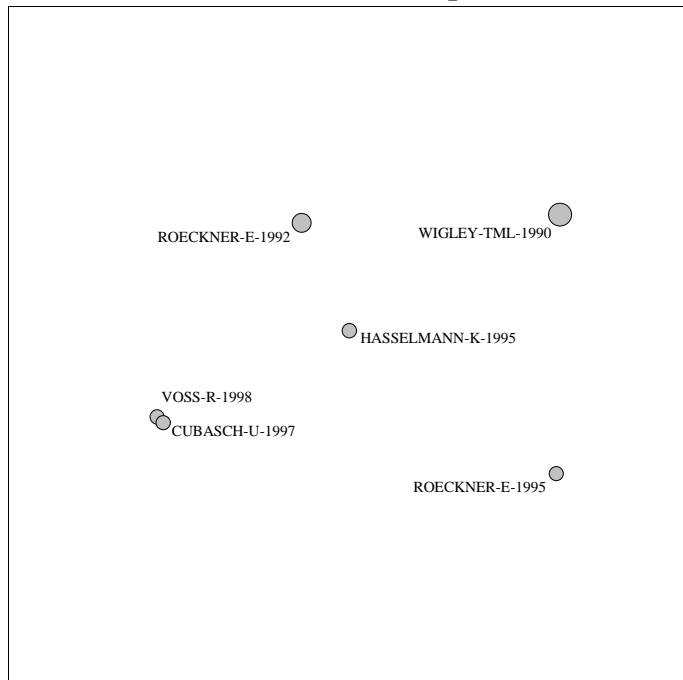 ROECKNER-E-1992
WIGLEY-TML-1990
HASSELMANN-K-1995
VOSS-R-1998
CUBASCH-U-1997
ROECKNER-E-1995